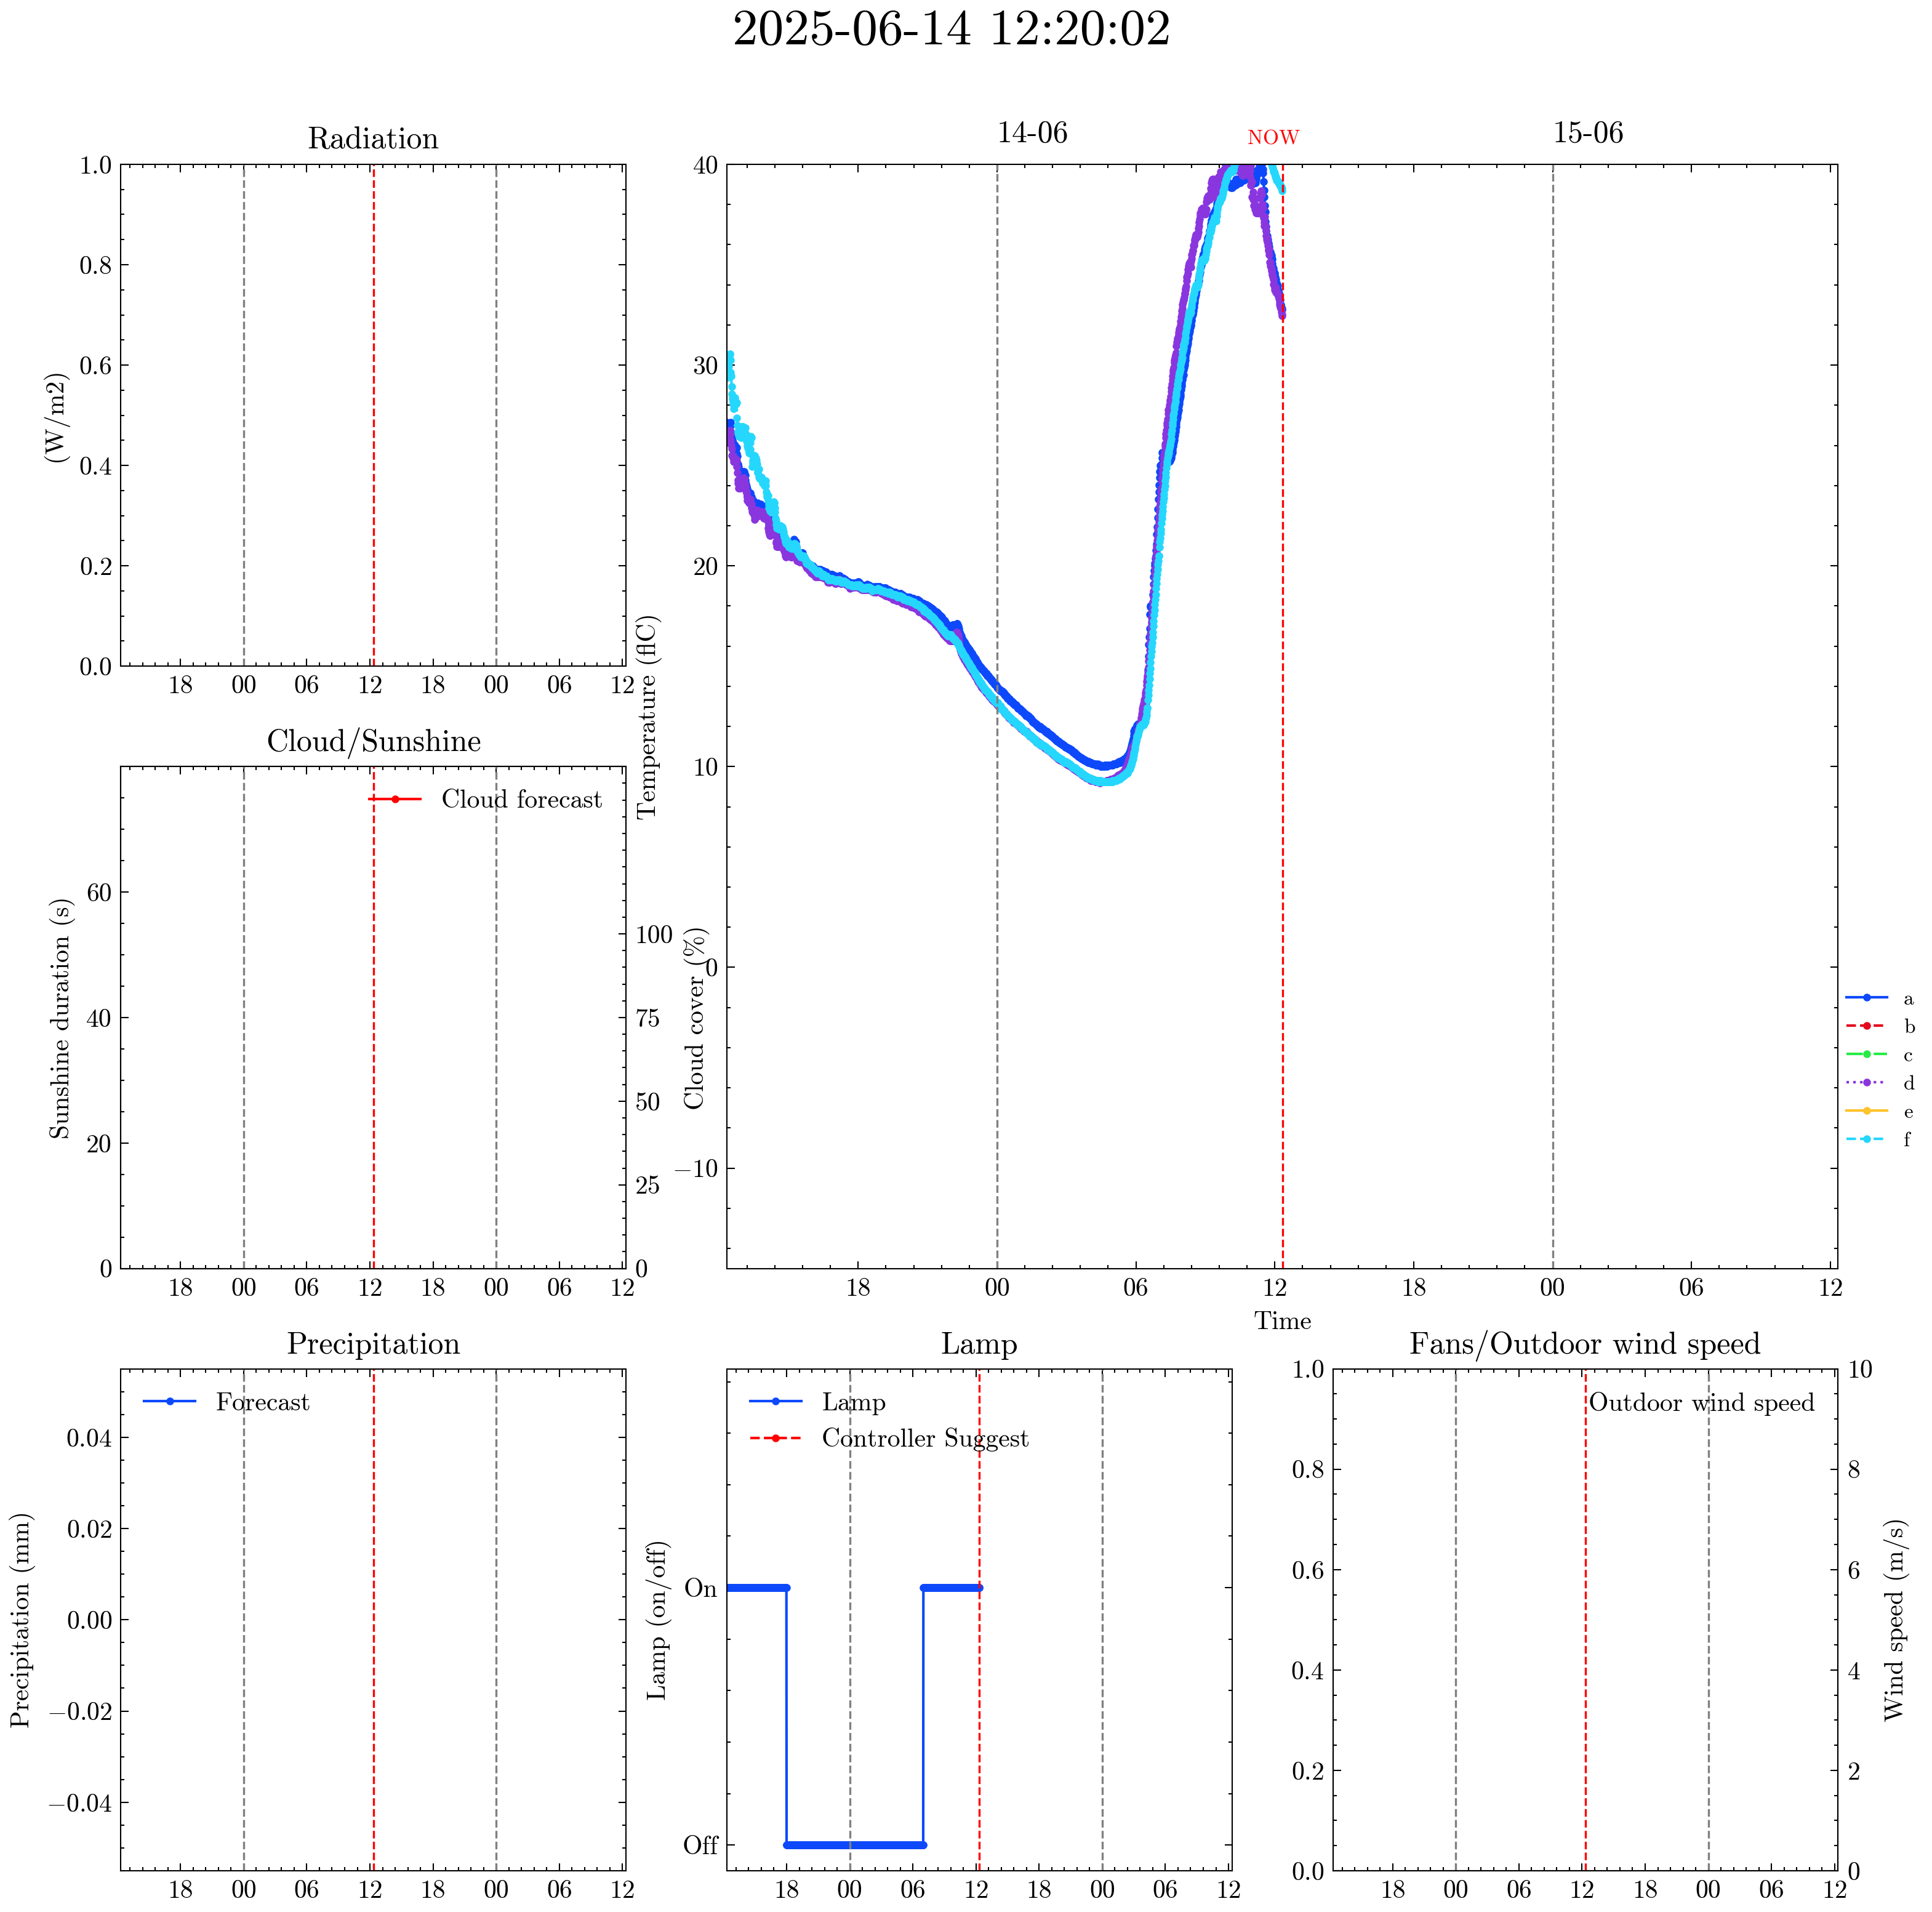 2025-06-14 12:20:02
Radiation
1.0
0.8
0.6
0.4
0.2
0.0
(W/m2)
18 00 06 12 18 00 06 12
14-06 NOW 15-06
40
30
20
10
0
−10
Temperature (flC)
18 00 06 12 18 00 06 12
Time
a
b
c
d
e
f
Cloud/Sunshine
Cloud forecast
60
40
20
0
Sunshine duration (s)
100
75
50
25
0
Cloud cover (%)
18 00 06 12 18 00 06 12
Precipitation
Forecast
0.04
0.02
0.00
−0.02
−0.04
Precipitation (mm)
18 00 06 12 18 00 06 12
Lamp
Lamp
Controller Suggest
On
Off
Lamp (on/off)
18 00 06 12 18 00 06 12
Fans/Outdoor wind speed
Outdoor wind speed
1.0
0.8
0.6
0.4
0.2
0.0
10
8
6
4
2
0
Wind speed (m/s)
18 00 06 12 18 00 06 12